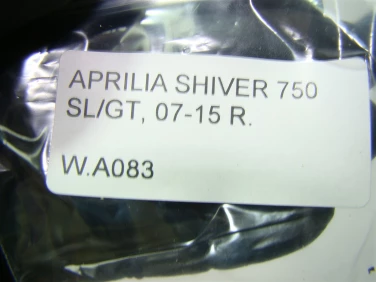 APRILIA SHIVER 750
SL/GT, 07-15 R.
W.A083